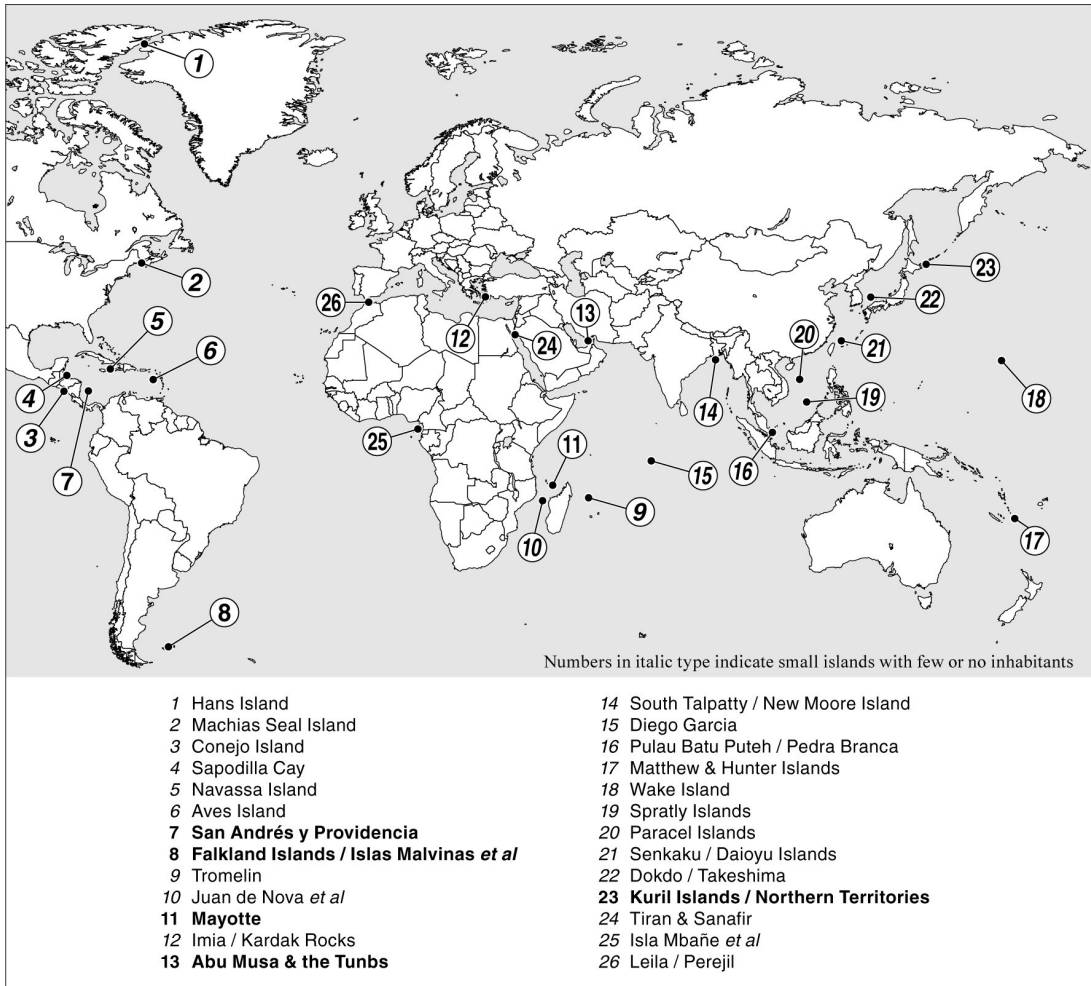 1
2
23
5
26
13
22
12
6
24
20
21
4
14
19
18
3
25
11
7
16
15
9
10
17
8
Numbers in italic type indicate small islands with few or no inhabitants
1 Hans Island
2 Machias Seal Island
3 Conejo Island
4 Sapodilla Cay
5 Navassa Island
6 Aves Island
7 San Andrés y Providencia
8 Falkland Islands / Islas Malvinas et al
9 Tromelin
10 Juan de Nova et al
11 Mayotte
12 Imia / Kardak Rocks
13 Abu Musa & the Tunbs
14 South Talpatty / New Moore Island
15 Diego Garcia
16 Pulau Batu Puteh / Pedra Branca
17 Matthew & Hunter Islands
18 Wake Island
19 Spratly Islands
20 Paracel Islands
21 Senkaku / Daioyu Islands
22 Dokdo / Takeshima
23 Kuril Islands / Northern Territories
24 Tiran & Sanafir
25 Isla Mbañe et al
26 Leila / Perejil